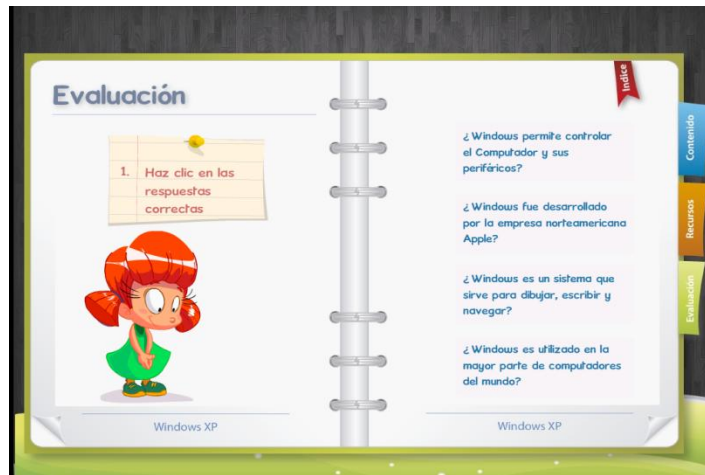 Evaluación
1. Haz clic en las
respuestas
correctas
Windows XP
Indice
¿Windows permite controlar
el Computador y sus
periféricos?
¿Windows fue desarrollado
por la empresa norteamericana
Apple?
¿Windows es un sistema que
sirve para dibujar, escribir y
navegar?
¿Windows es utilizado en la
mayor parte de computadores
del mundo?
Windows XP
Contenido
Recursos
Evaluación